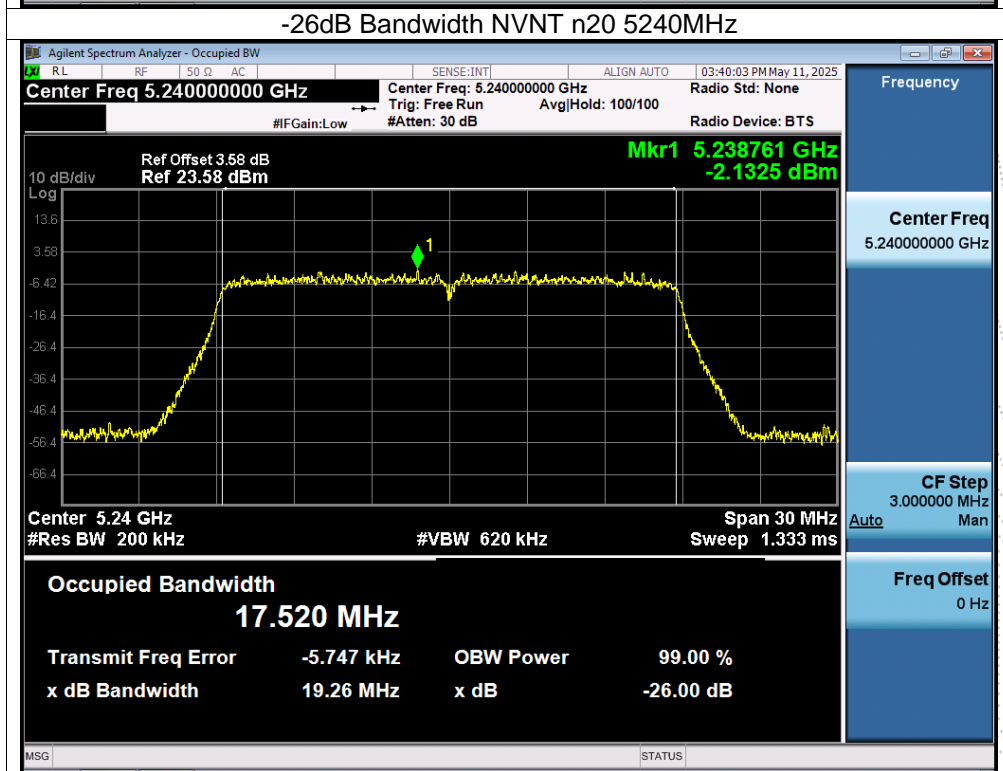 -26dB Bandwidth NVNT n20 5240MHz
Agilent Spectrum Analyzer - Occupied BW
LXI RL RF 50 Ω AC SENSE:INT ALIGN AUTO 03:40:03 PM May 11, 2025
Center Freq 5.240000000 GHz
Center Freq: 5.240000000 GHz
Radio Std: None
Trig: Free Run Avg|Hold: 100/100
#IFGain:Low
#Atten: 30 dB
Radio Device: BTS
Frequency
Mkr1 5.238761 GHz
-2.1325 dBm
Ref Offset 3.58 dB
10 dB/div Ref 23.58 dBm
Log
13.6
3.58
-6.42
-16.4
-26.4
-36.4
-46.4
-56.4
-66.4
1
Center 5.24 GHz Span 30 MHz
#Res BW 200 kHz #VBW 620 kHz Sweep 1.333 ms
Center Freq
5.240000000 GHz
CF Step
3.000000 MHz
Auto Man
Freq Offset
0 Hz
Occupied Bandwidth
17.520 MHz
Transmit Freq Error -5.747 kHz OBW Power 99.00 %
x dB Bandwidth 19.26 MHz x dB -26.00 dB
MSG STATUS